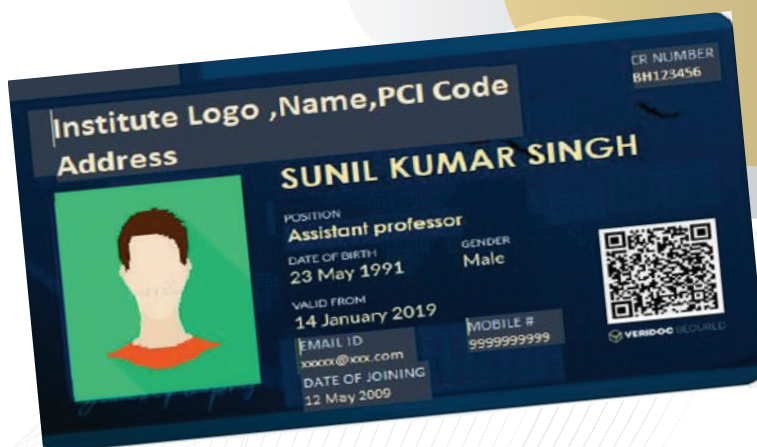 CR NUMBER
BH123456
Institute Logo ,Name,PCI Code
Address
SUNIL KUMAR SINGH
POSITION
Assistant professor
DATE OF BIRTH
23 May 1991
GENDER
Male
VALID FROM
14 January 2019
EMAIL ID
xxxxx@xxx.com
MOBILE #
9999999999
DATE OF JOINING
12 May 2009
VERIDOC SECURED